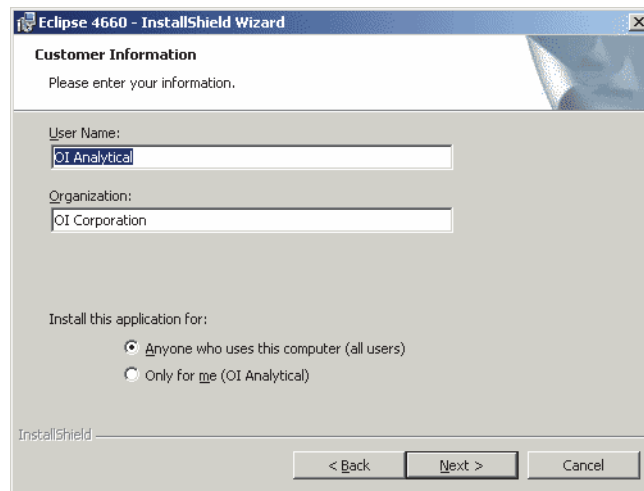 Eclipse 4660 - InstallShield Wizard
Customer Information
Please enter your information.
User Name:
OI Analytical
Organization:
OI Corporation
Install this application for:
Anyone who uses this computer (all users)
Only for me (OI Analytical)
InstallShield
< Back Next > Cancel